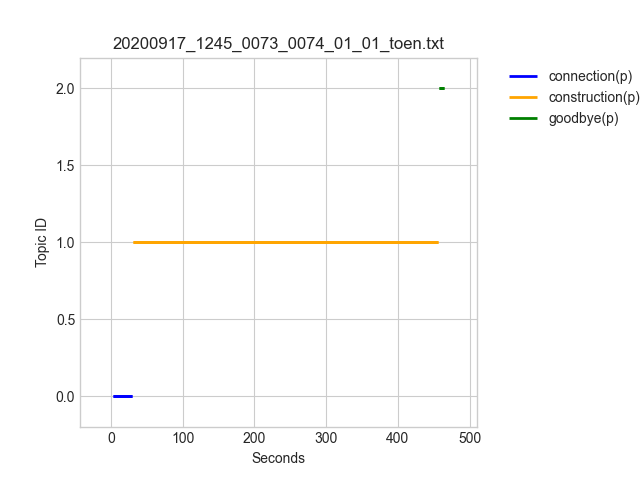 20200917_1245_0073_0074_01_01_toen.txt
connection(p)
construction(p)
goodbye(p)
2.0
1.5
1.0
0.5
0.0
Topic ID
0 100 200 300 400 500
Seconds